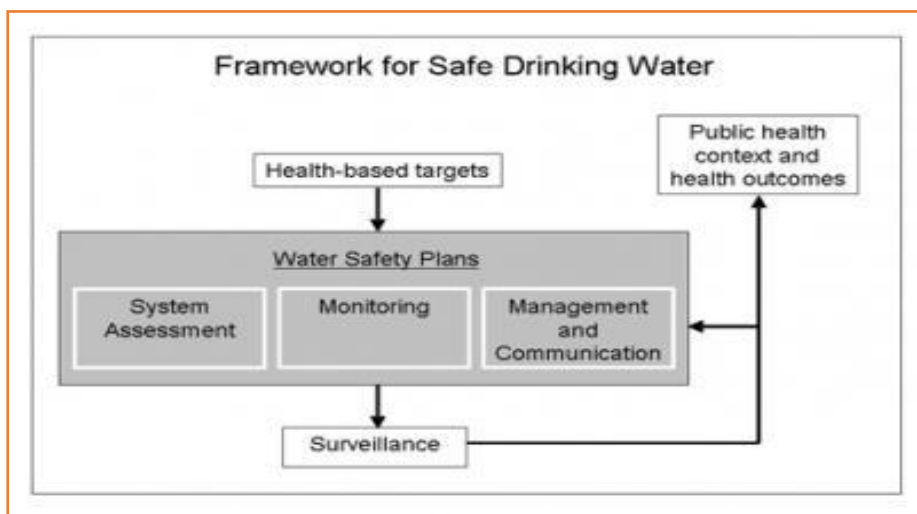 Framework for Safe Drinking Water
Public health
context and
health outcomes
Health-based targets
Water Safety Plans
System
Assessment
Monitoring
Management
and
Communication
Surveillance